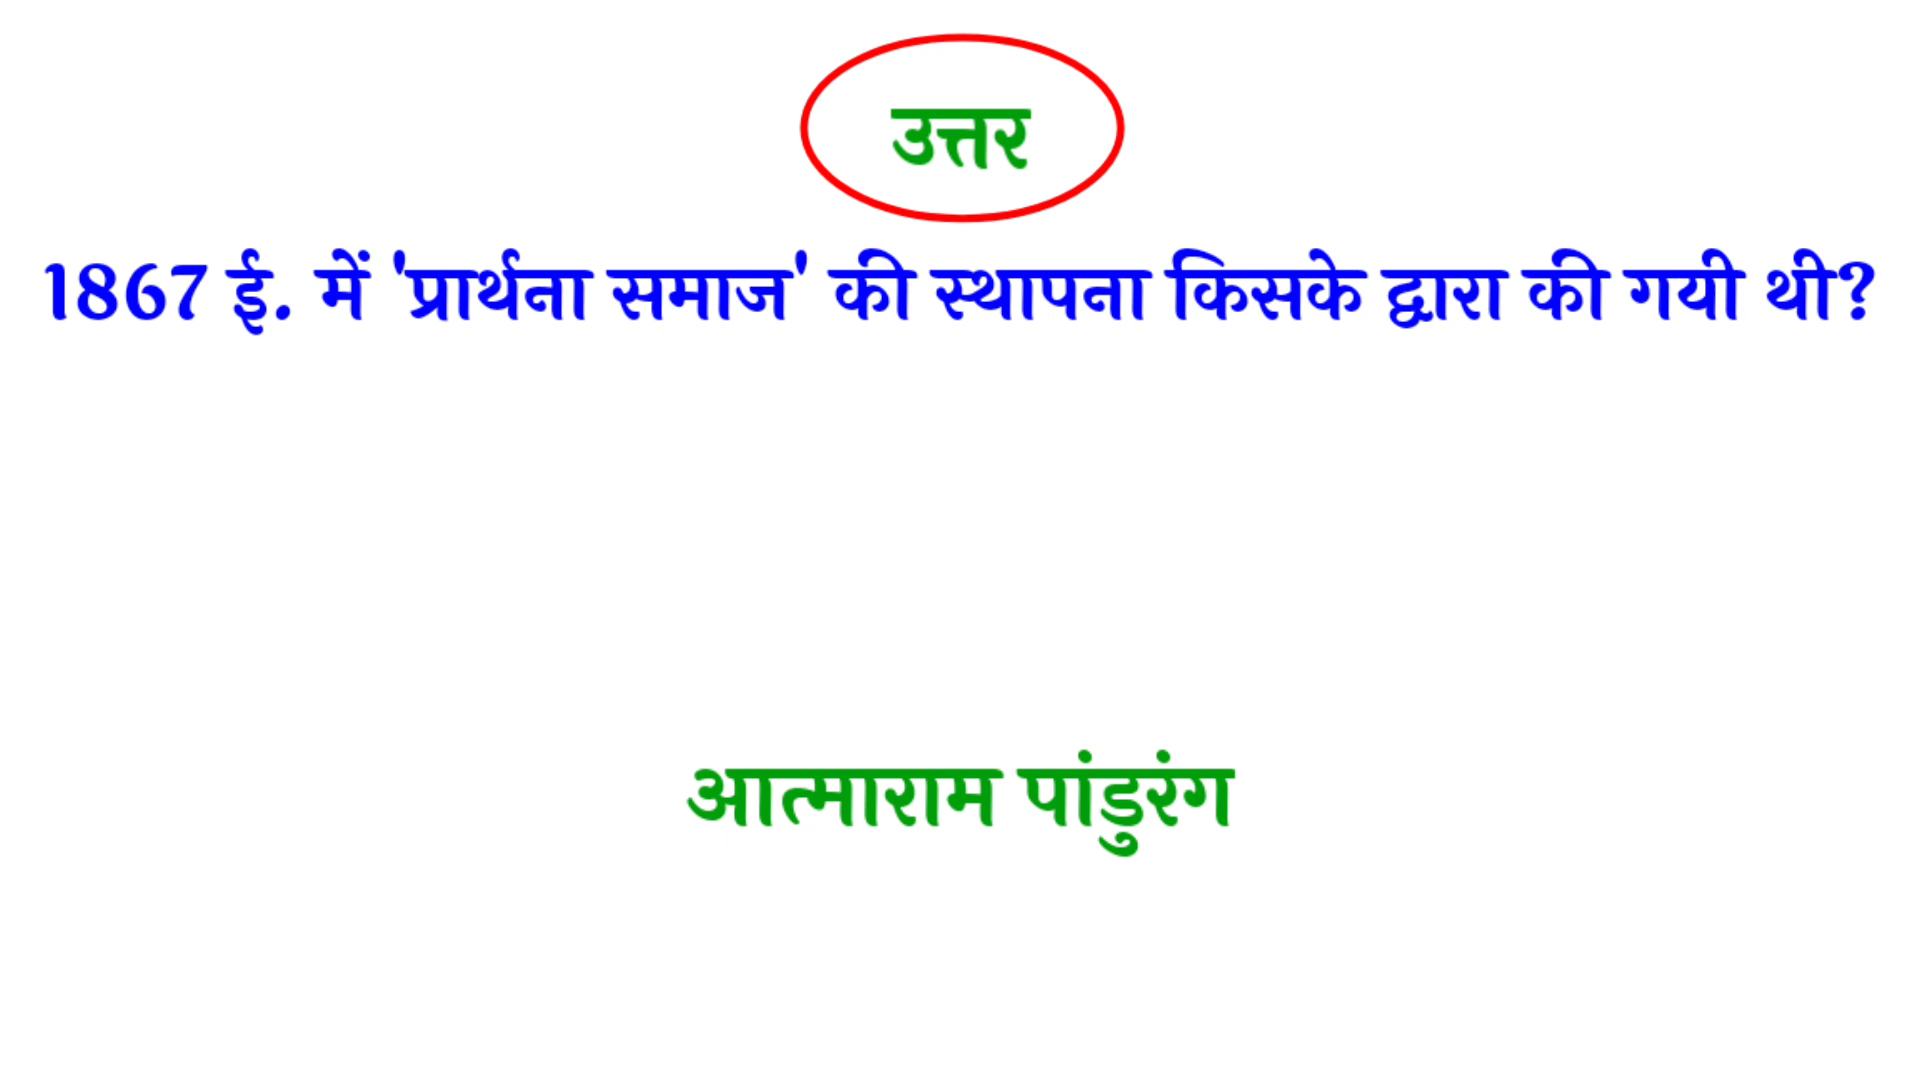 उत्तर
1867 ई. में 'प्रार्थना समाज' की स्थापना किसके द्वारा की गयी थी?
आत्माराम पांडुरंग